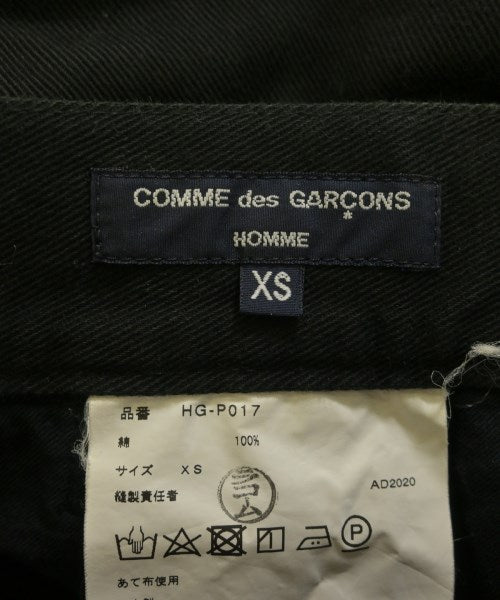 COMME des GARÇONS
HOMME
XS
品番 HG-P017
綿 100%
サイズ XS
縫製責任者
AD2020
P
あて布使用